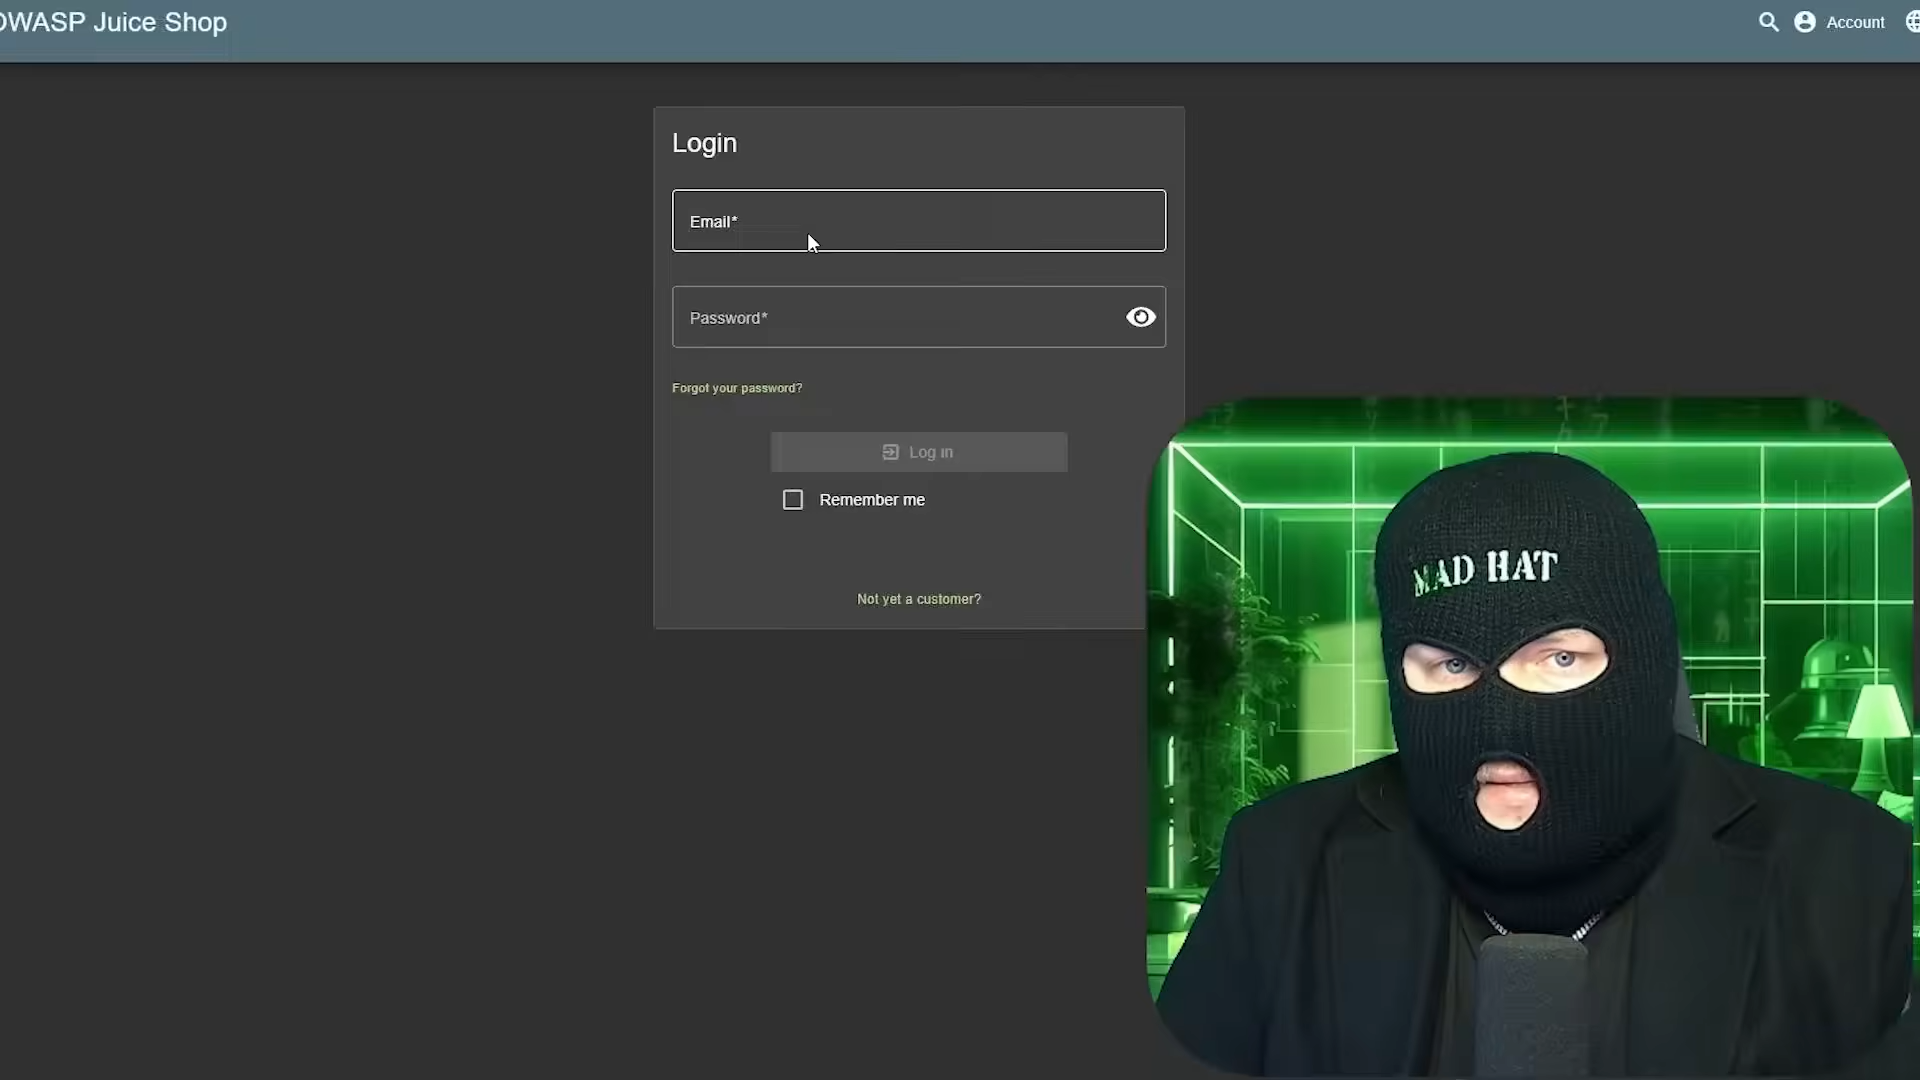 OWASP Juice Shop
Account
Login
Email*
Password*
Forgot your password?
Log in
Remember me
Not yet a customer?
MAD HAT